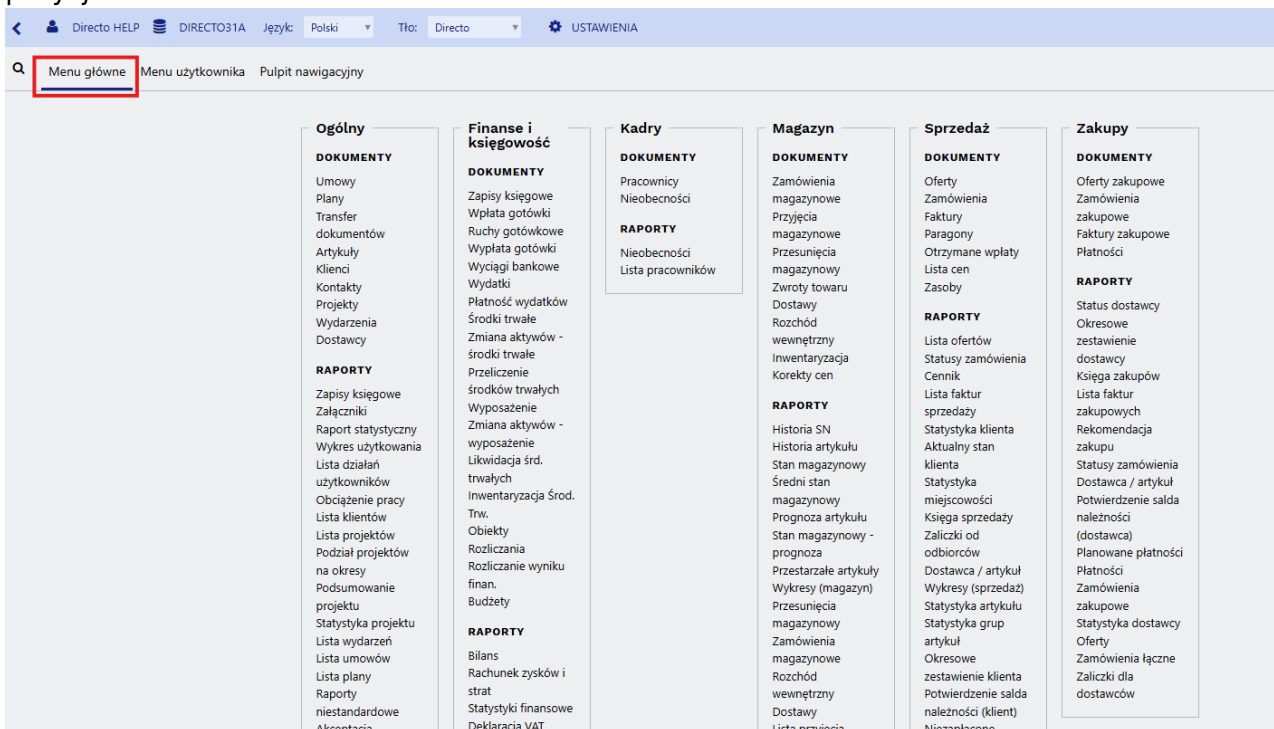 Directo HELP DIRECTO31A Język: Polski Tło: Directo USTAWIENIA
Menu główne Menu użytkownika Pulpit nawigacyjny
Ogólny
DOKUMENTY
Umowy
Plany
Transfer
dokumentów
Artykuły
Klienci
Kontakty
Projekty
Wydarzenia
Dostawcy
RAPORTY
Zapisy księgowe
Załączniki
Raport statystyczny
Wykres użytkowania
Lista działań
użytkowników
Obciążenie pracy
Lista klientów
Lista projektów
Podział projektów
na okresy
Podsumowanie
projektu
Statystyka projektu
Lista wydarzeń
Lista umowów
Lista plany
Raporty
niestandardowe
Akceptacja
Finanse i
księgowość
DOKUMENTY
Zapisy księgowe
Wpłata gotówki
Ruchy gotówkowe
Wypłata gotówki
Wyciągi bankowe
Wydatki
Płatność wydatków
Środki trwałe
Zmiana aktywów -
środki trwałe
Przeliczenie
środków trwałych
Wyposażenie
Zmiana aktywów -
wyposażenie
Likwidacja śrd.
trwałych
Inwentaryzacja Środ.
Trw.
Obiekty
Rozliczania
Rozliczanie wyniku
finan.
Budżety
RAPORTY
Bilans
Rachunek zysków i
strat
Statystyki finansowe
Deklaracja VAT
Kadry
DOKUMENTY
Pracownicy
Nieobecności
RAPORTY
Nieobecności
Lista pracowników
Magazyn
DOKUMENTY
Zamówienia
magazynowe
Przyjęcia
magazynowe
Przesunięcia
magazynowy
Zwroty towaru
Dostawy
Rozchód
wewnętrzny
Inwentaryzacja
Korekty cen
RAPORTY
Historia SN
Historia artykułu
Stan magazynowy
Średni stan
magazynowy
Prognoza artykułu
Stan magazynowy -
prognoza
Przestarzałe artykuły
Wykresy (magazyn)
Przesunięcia
magazynowy
Zamówienia
magazynowe
Rozchód
wewnętrzny
Dostawy
Lista przyjęcia
Sprzedaż
DOKUMENTY
Oferty
Zamówienia
Faktury
Paragony
Otrzymane wpłaty
Lista cen
Zasoby
RAPORTY
Lista ofertów
Statusy zamówienia
Cennik
Lista faktur
sprzedaży
Statystyka klienta
Aktualny stan
klienta
Statystyka
miejscowości
Księga sprzedaży
Zaliczki od
odbiorców
Dostawca / artykuł
Wykresy (sprzedaż)
Statystyka artykułu
Statystyka grup
artykuł
Okresowe
zestawienie klienta
Potwierdzenie salda
należności (klient)
Niezapłacone
Zakupy
DOKUMENTY
Oferty zakupowe
Zamówienia
zakupowe
Faktury zakupowe
Płatności
RAPORTY
Status dostawcy
Okresowe
zestawienie
dostawcy
Księga zakupów
Lista faktur
zakupowych
Rekomendacja
zakupu
Statusy zamówienia
Dostawca / artykuł
Potwierdzenie salda
należności
(dostawca)
Planowane płatności
Płatności
Zamówienia
zakupowe
Statystyka dostawcy
Oferty
Zamówienia łączne
Zaliczki dla
dostawców